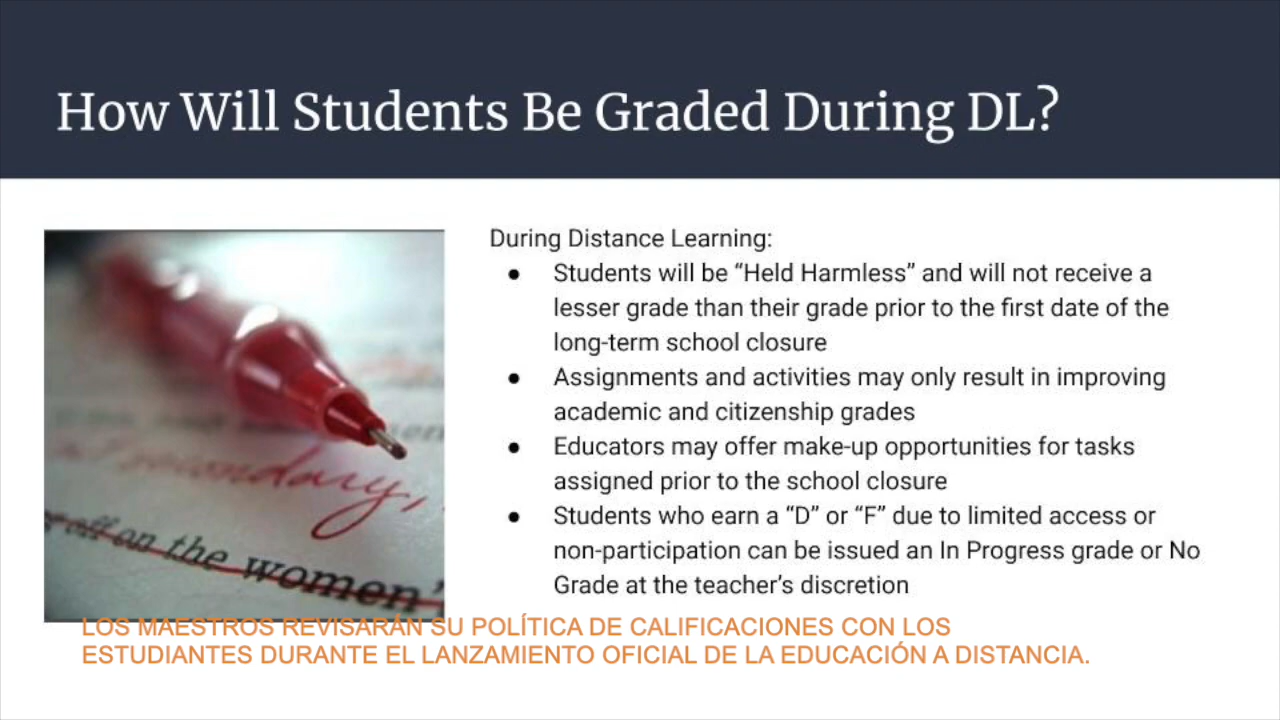 How Will Students Be Graded During DL?
During Distance Learning:
● Students will be “Held Harmless” and will not receive a
lesser grade than their grade prior to the first date of the
long-term school closure
● Assignments and activities may only result in improving
academic and citizenship grades
● Educators may offer make-up opportunities for tasks
assigned prior to the school closure
● Students who earn a “D” or “F” due to limited access or
non-participation can be issued an In Progress grade or No
Grade at the teacher’s discretion
secondary,
off on the women'
LOS MAESTROS REVISARÁN SU POLÍTICA DE CALIFICACIONES CON LOS
ESTUDIANTES DURANTE EL LANZAMIENTO OFICIAL DE LA EDUCACIÓN A DISTANCIA.